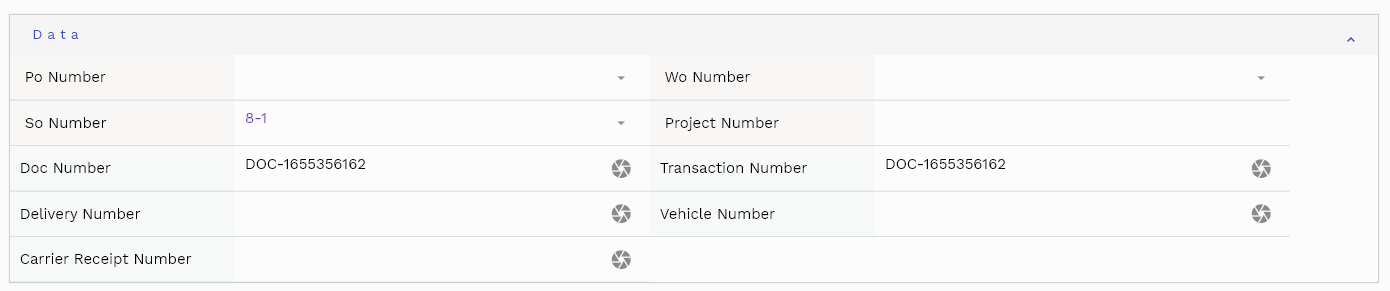 Data
Po Number
Wo Number
So Number 8-1
Project Number
Doc Number DOC-1655356162
Transaction Number DOC-1655356162
Delivery Number
Vehicle Number
Carrier Receipt Number